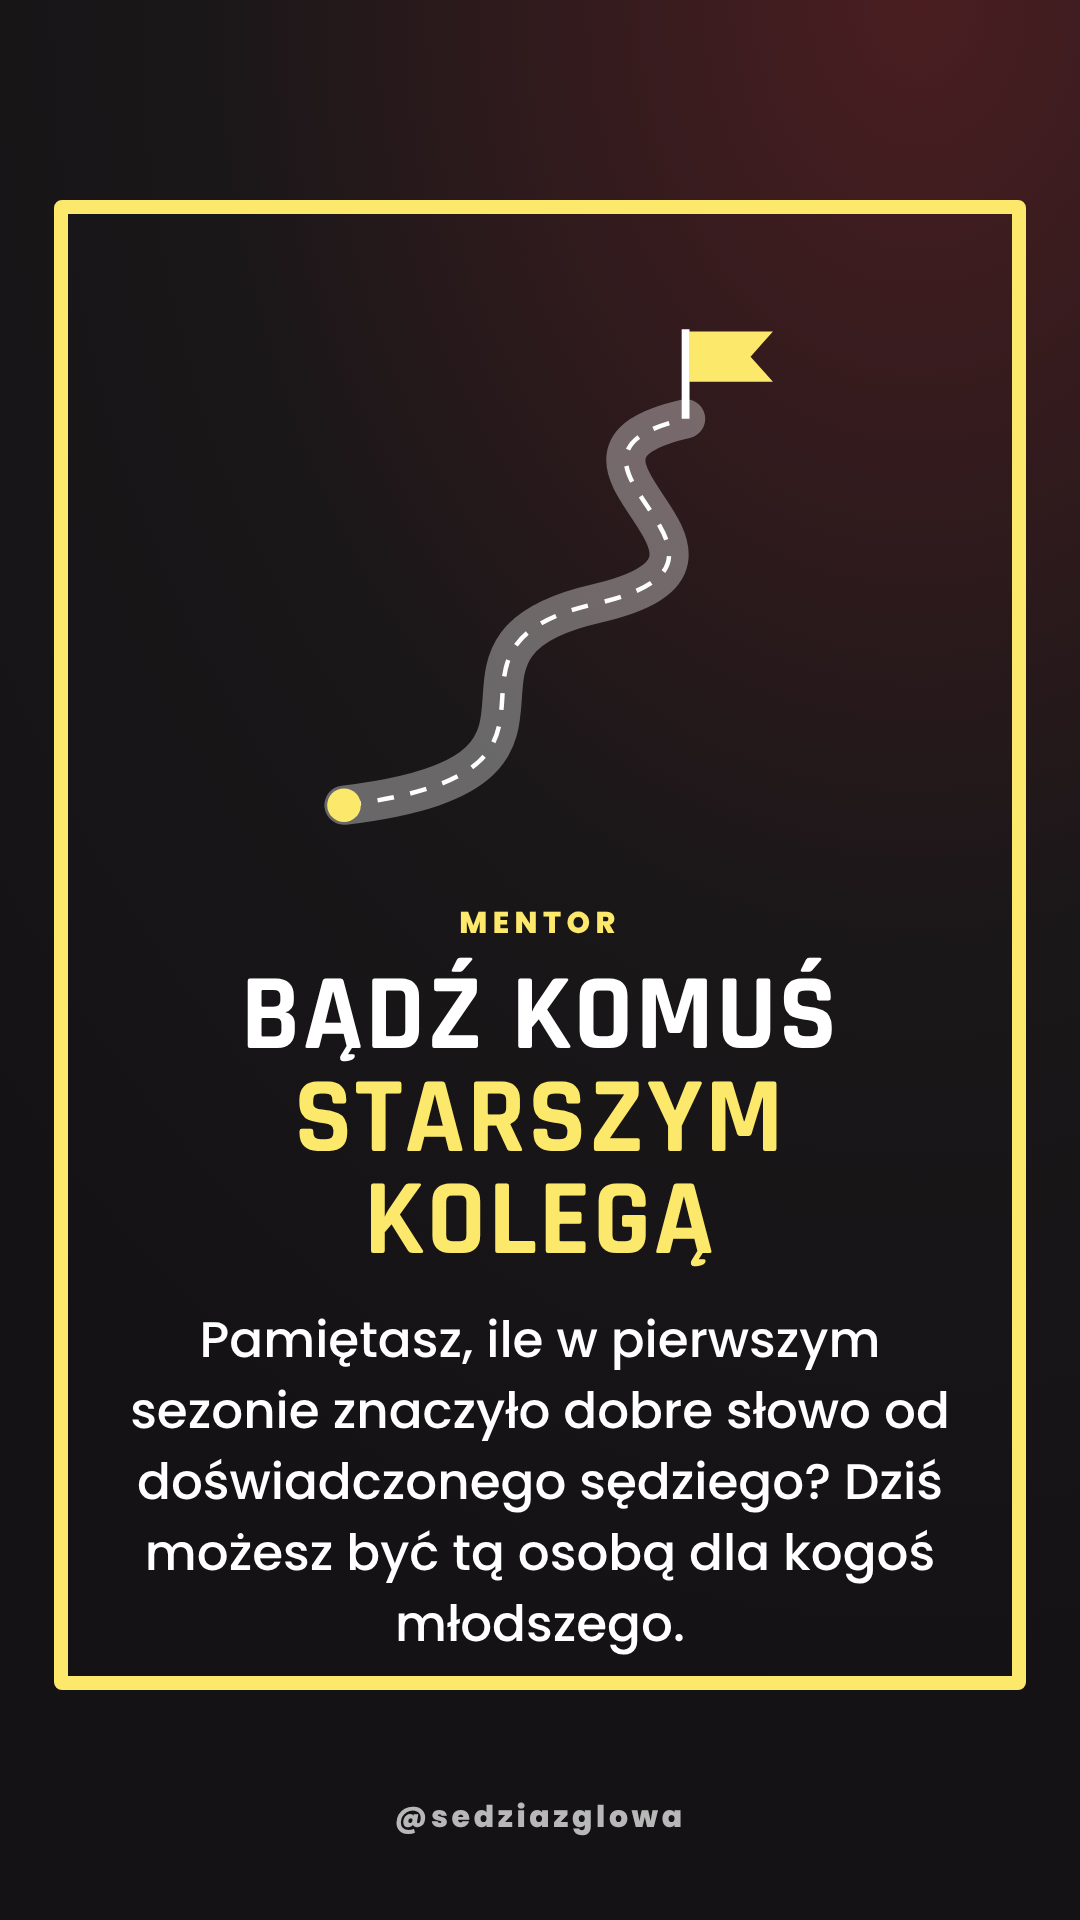 MENTOR
BĄDŹ KOMUŚ
STARSZYM
KOLEGĄ
Pamiętasz, ile w pierwszym
sezonie znaczyło dobre słowo od
doświadczonego sędziego? Dziś
możesz być tą osobą dla kogoś
młodszego.
@sedziazglowa